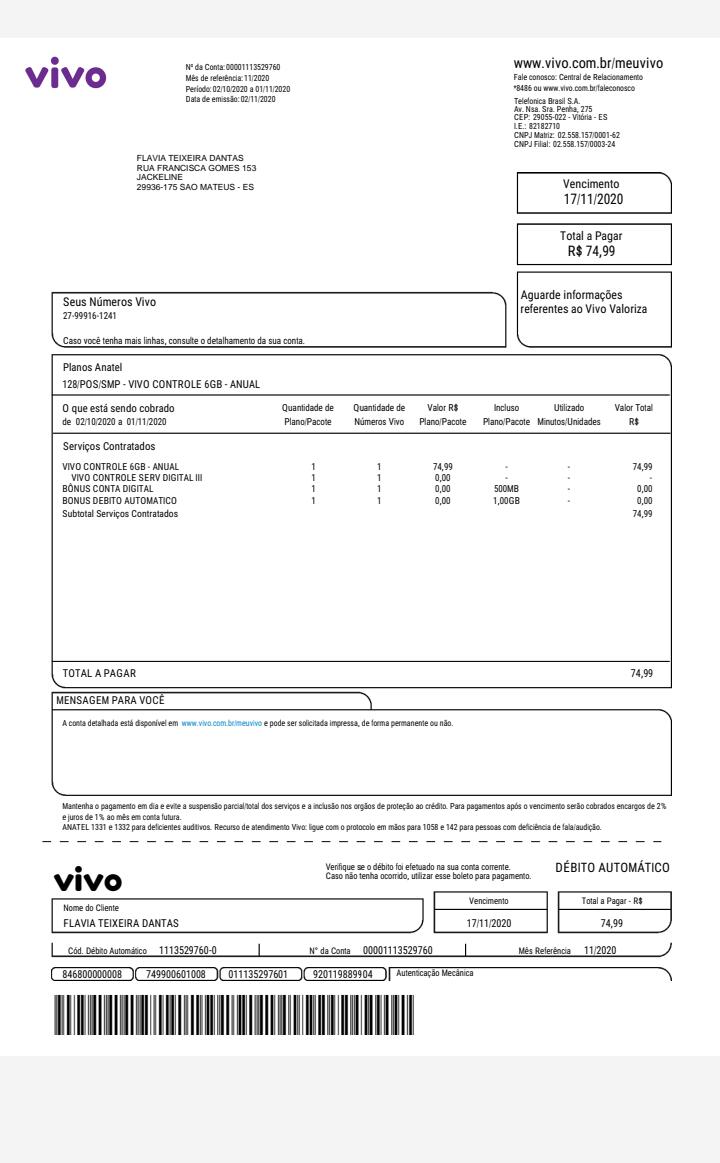 vivo
Nº da Conta: 00001113529760
Mês de referência: 11/2020
Período: 02/10/2020 a 01/11/2020
Data de emissão: 02/11/2020
www.vivo.com.br/meuvivo
Fale conosco: Central de Relacionamento
*8486 ou www.vivo.com.br/faleconosco
Telefonica Brasil S.A.
Av. Nsa. Sra. Penha, 275
CEP: 29055-022 - Vitória - ES
I.E.: 82182710
CNPJ Matriz: 02.558.157/0001-62
CNPJ Filial: 02.558.157/0003-24
FLAVIA TEIXEIRA DANTAS
RUA FRANCISCA GOMES 153
JACKELINE
29936-175 SAO MATEUS - ES
Vencimento
17/11/2020
Total a Pagar
R$ 74,99
Aguarde informações
referentes ao Vivo Valoriza
Seus Números Vivo
27-99916-1241
Caso você tenha mais linhas, consulte o detalhamento da sua conta.
Planos Anatel
128/POS/SMP - VIVO CONTROLE 6GB - ANUAL
O que está sendo cobrado Quantidade de Quantidade de Valor R$ Incluso Utilizado Valor Total
de 02/10/2020 a 01/11/2020 Plano/Pacote Números Vivo Plano/Pacote Plano/Pacote Minutos/Unidades R$
Serviços Contratados
VIVO CONTROLE 6GB - ANUAL 1 1 74,99 - - 74,99
VIVO CONTROLE SERV DIGITAL III 1 1 0,00 - - -
BÔNUS CONTA DIGITAL 1 1 0,00 500MB - 0,00
BONUS DEBITO AUTOMATICO 1 1 0,00 1,00GB - 0,00
Subtotal Serviços Contratados 74,99
TOTAL A PAGAR 74,99
MENSAGEM PARA VOCÊ
A conta detalhada está disponível em www.vivo.com.br/meuvivo e pode ser solicitada impressa, de forma permanente ou não.
Mantenha o pagamento em dia e evite a suspensão parcial/total dos serviços e a inclusão nos orgãos de proteção ao crédito. Para pagamentos após o vencimento serão cobrados encargos de 2%
e juros de 1% ao mês em conta futura.
ANATEL 1331 e 1332 para deficientes auditivos. Recurso de atendimento Vivo: ligue com o protocolo em mãos para 1058 e 142 para pessoas com deficiência de fala/audição.
vivo
Verifique se o débito foi efetuado na sua conta corrente.
Caso não tenha ocorrido, utilizar esse boleto para pagamento.
DÉBITO AUTOMÁTICO
Nome do Cliente
FLAVIA TEIXEIRA DANTAS
Vencimento
17/11/2020
Total a Pagar - R$
74,99
Cód. Débito Automático 1113529760-0 N° da Conta 00001113529760 Mês Referência 11/2020
846800000008 749900601008 011135297601 920119889904 Autenticação Mecânica